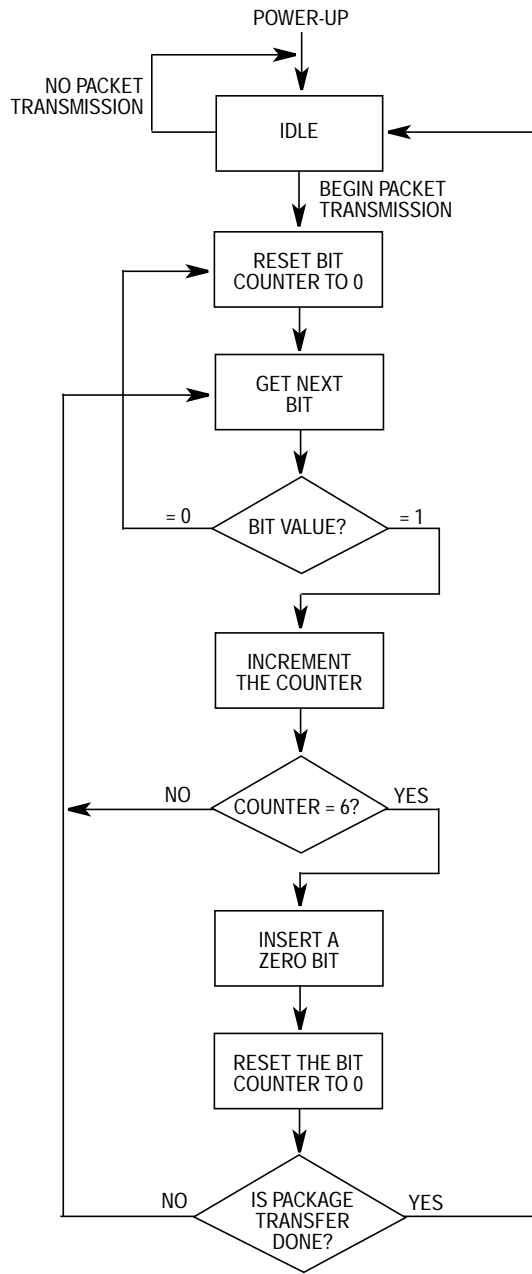 POWER-UP
NO PACKET
TRANSMISSION
IDLE
BEGIN PACKET
TRANSMISSION
RESET BIT
COUNTER TO 0
GET NEXT
BIT
= 0
BIT VALUE?
= 1
INCREMENT
THE COUNTER
NO
COUNTER = 6?
YES
INSERT A
ZERO BIT
RESET THE BIT
COUNTER TO 0
NO
IS PACKAGE
TRANSFER
DONE?
YES